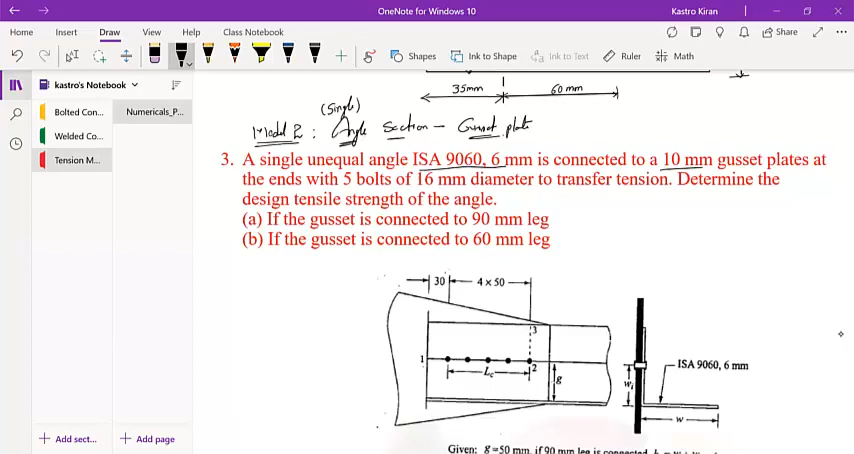 OneNote for Windows 10
Kastro Kiran
Home Insert Draw View Help Class Notebook
Share
Shapes Ink to Shape Ink to Text Ruler Math
kastro's Notebook
Bolted Con...
Welded Co...
Tension M...
Numericals_P...
35mm 60 mm
(Single)
Model 2 : Angle Section - Gusset plate
3. A single unequal angle ISA 9060, 6 mm is connected to a 10 mm gusset plates at
the ends with 5 bolts of 16 mm diameter to transfer tension. Determine the
design tensile strength of the angle.
(a) If the gusset is connected to 90 mm leg
(b) If the gusset is connected to 60 mm leg
30 4 x 50
3
1 2
Lc
g
wi
ISA 9060, 6 mm
w
Given: g=50 mm, if 90 mm leg is connected,
+ Add sect... + Add page